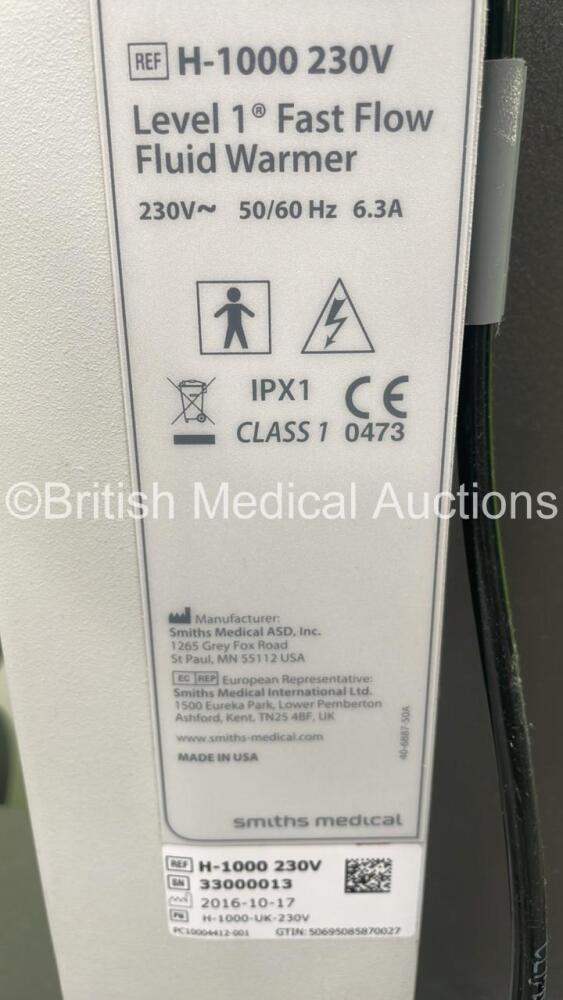 REF H-1000 230V
Level 1® Fast Flow
Fluid Warmer
230V~ 50/60 Hz 6.3A
IPX1
CE
CLASS 1 0473
©British Medical Auctions
Manufacturer:
Smiths Medical ASD, Inc.
1265 Grey Fox Road
St Paul, MN 55112 USA
EC REP European Representative:
Smiths Medical International Ltd.
1500 Eureka Park, Lower Pemberton
Ashford, Kent, TN25 4BF, UK
www.smiths-medical.com
MADE IN USA
40-6887-50A
smiths medical
REF H-1000 230V
SN 33000013
2016-10-17
PN H-1000-UK-230V
PC10004412-001 GTIN: 50695085870027